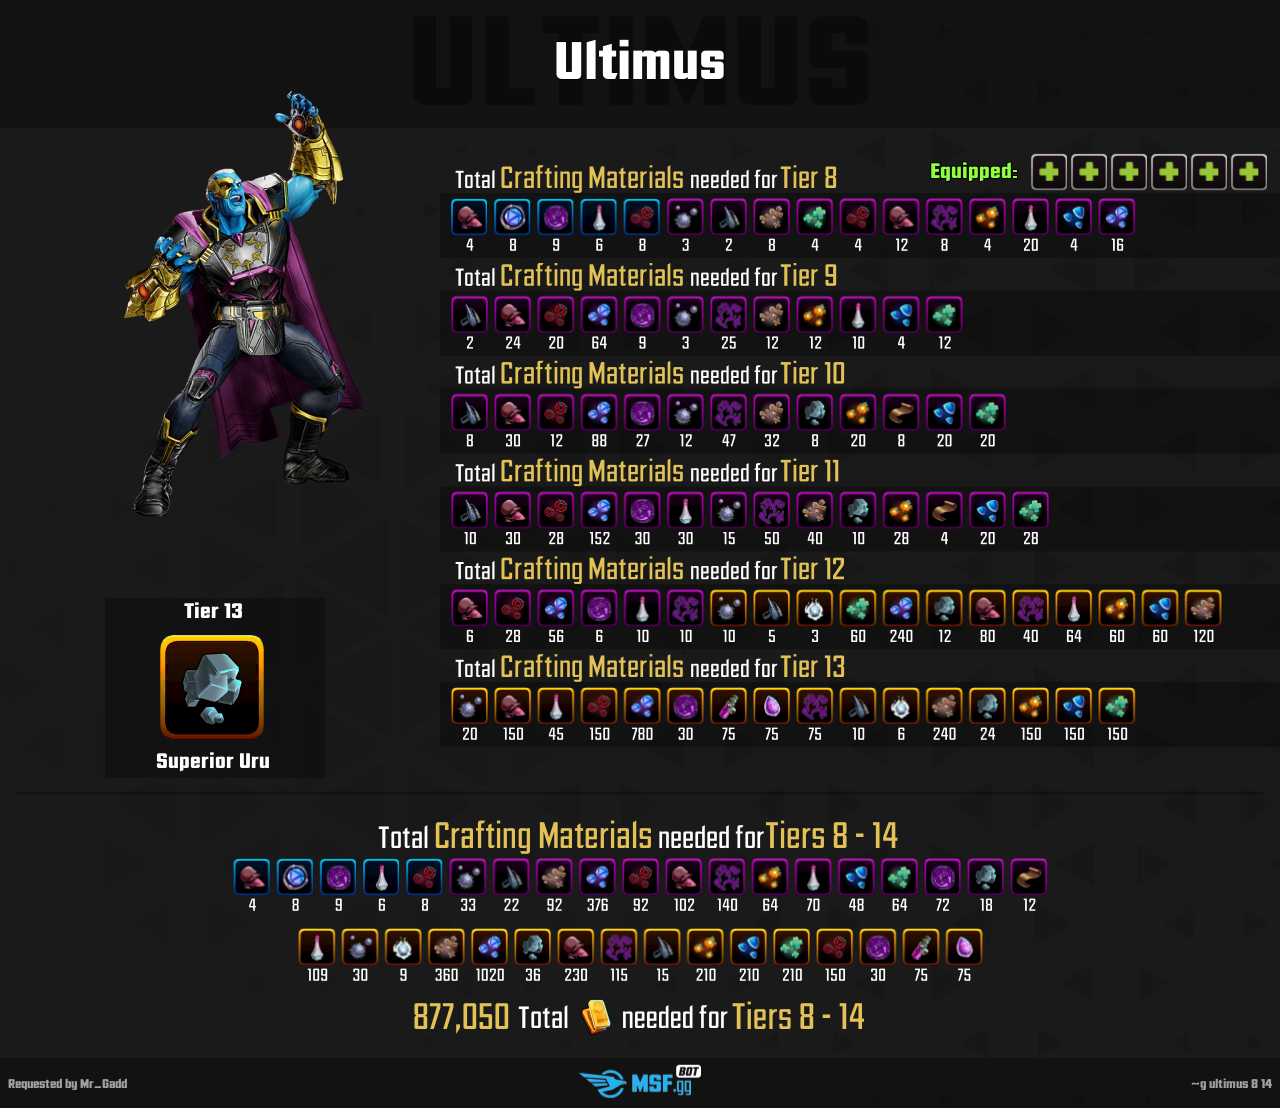 ULTIMUS
Ultimus
Equipped:
Total Crafting Materials needed for Tier 8
4 8 9 6 8 3 2 8 4 4 12 8 4 20 4 16
Total Crafting Materials needed for Tier 9
2 24 20 64 9 3 25 12 12 10 4 12
Total Crafting Materials needed for Tier 10
8 30 12 88 27 12 47 32 8 20 8 20 20
Total Crafting Materials needed for Tier 11
10 30 28 152 30 30 15 50 40 10 28 4 20 28
Total Crafting Materials needed for Tier 12
6 28 56 6 10 10 10 5 3 60 240 12 80 40 64 60 60 120
Total Crafting Materials needed for Tier 13
20 150 45 150 780 30 75 75 75 10 6 240 24 150 150 150
Tier 13
Superior Uru
Total Crafting Materials needed for Tiers 8 - 14
4 8 9 6 8 33 22 92 376 92 102 140 64 70 48 64 72 18 12
109 30 9 360 1020 36 230 115 15 210 210 210 150 30 75 75
877,050 Total needed for Tiers 8 - 14
Requested by Mr_Gadd
MSF.gg BOT
~g ultimus 8 14